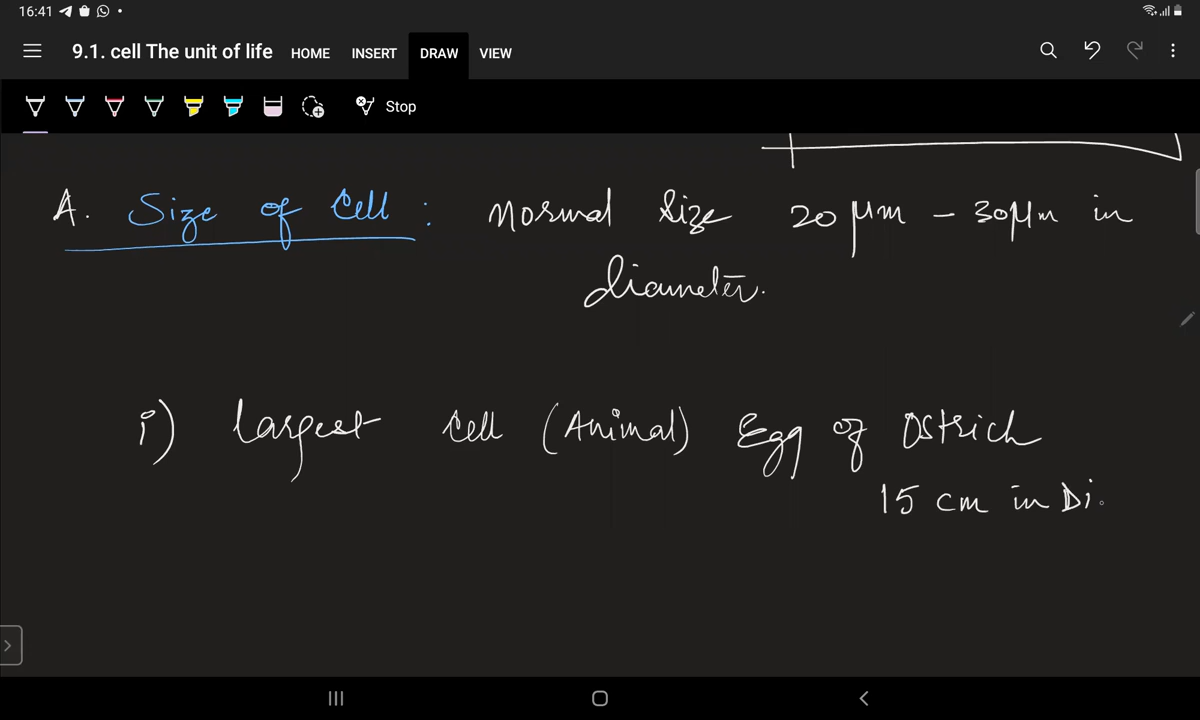 16:41
9.1. cell The unit of life HOME INSERT DRAW VIEW
Stop
A. Size of Cell : Normal Size 20 μm - 30μm in
diameter.
i) Largest Cell (Animal) Egg of Ostrich
15 cm in Di